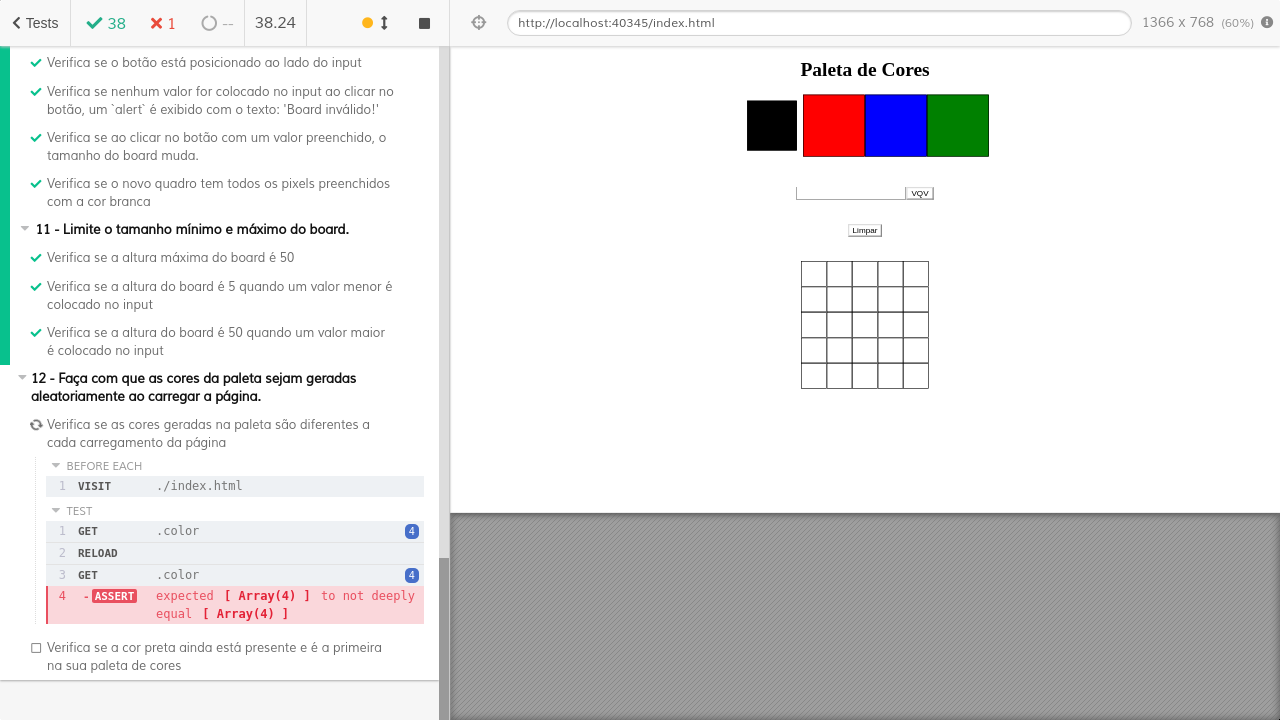 Tests
38
1
--
38.24
http://localhost:40345/index.html
1366 x 768 (60%)
Verifica se o botão está posicionado ao lado do input
Verifica se nenhum valor for colocado no input ao clicar no
botão, um `alert` é exibido com o texto: 'Board inválido!'
Verifica se ao clicar no botão com um valor preenchido, o
tamanho do board muda.
Verifica se o novo quadro tem todos os pixels preenchidos
com a cor branca
11 - Limite o tamanho mínimo e máximo do board.
Verifica se a altura máxima do board é 50
Verifica se a altura do board é 5 quando um valor menor é
colocado no input
Verifica se a altura do board é 50 quando um valor maior
é colocado no input
12 - Faça com que as cores da paleta sejam geradas
aleatoriamente ao carregar a página.
Verifica se as cores geradas na paleta são diferentes a
cada carregamento da página
BEFORE EACH
1 VISIT ./index.html
TEST
1 GET .color 4
2 RELOAD
3 GET .color 4
4 -ASSERT expected [ Array(4) ] to not deeply
equal [ Array(4) ]
Verifica se a cor preta ainda está presente e é a primeira
na sua paleta de cores
Paleta de Cores
VQV
Limpar